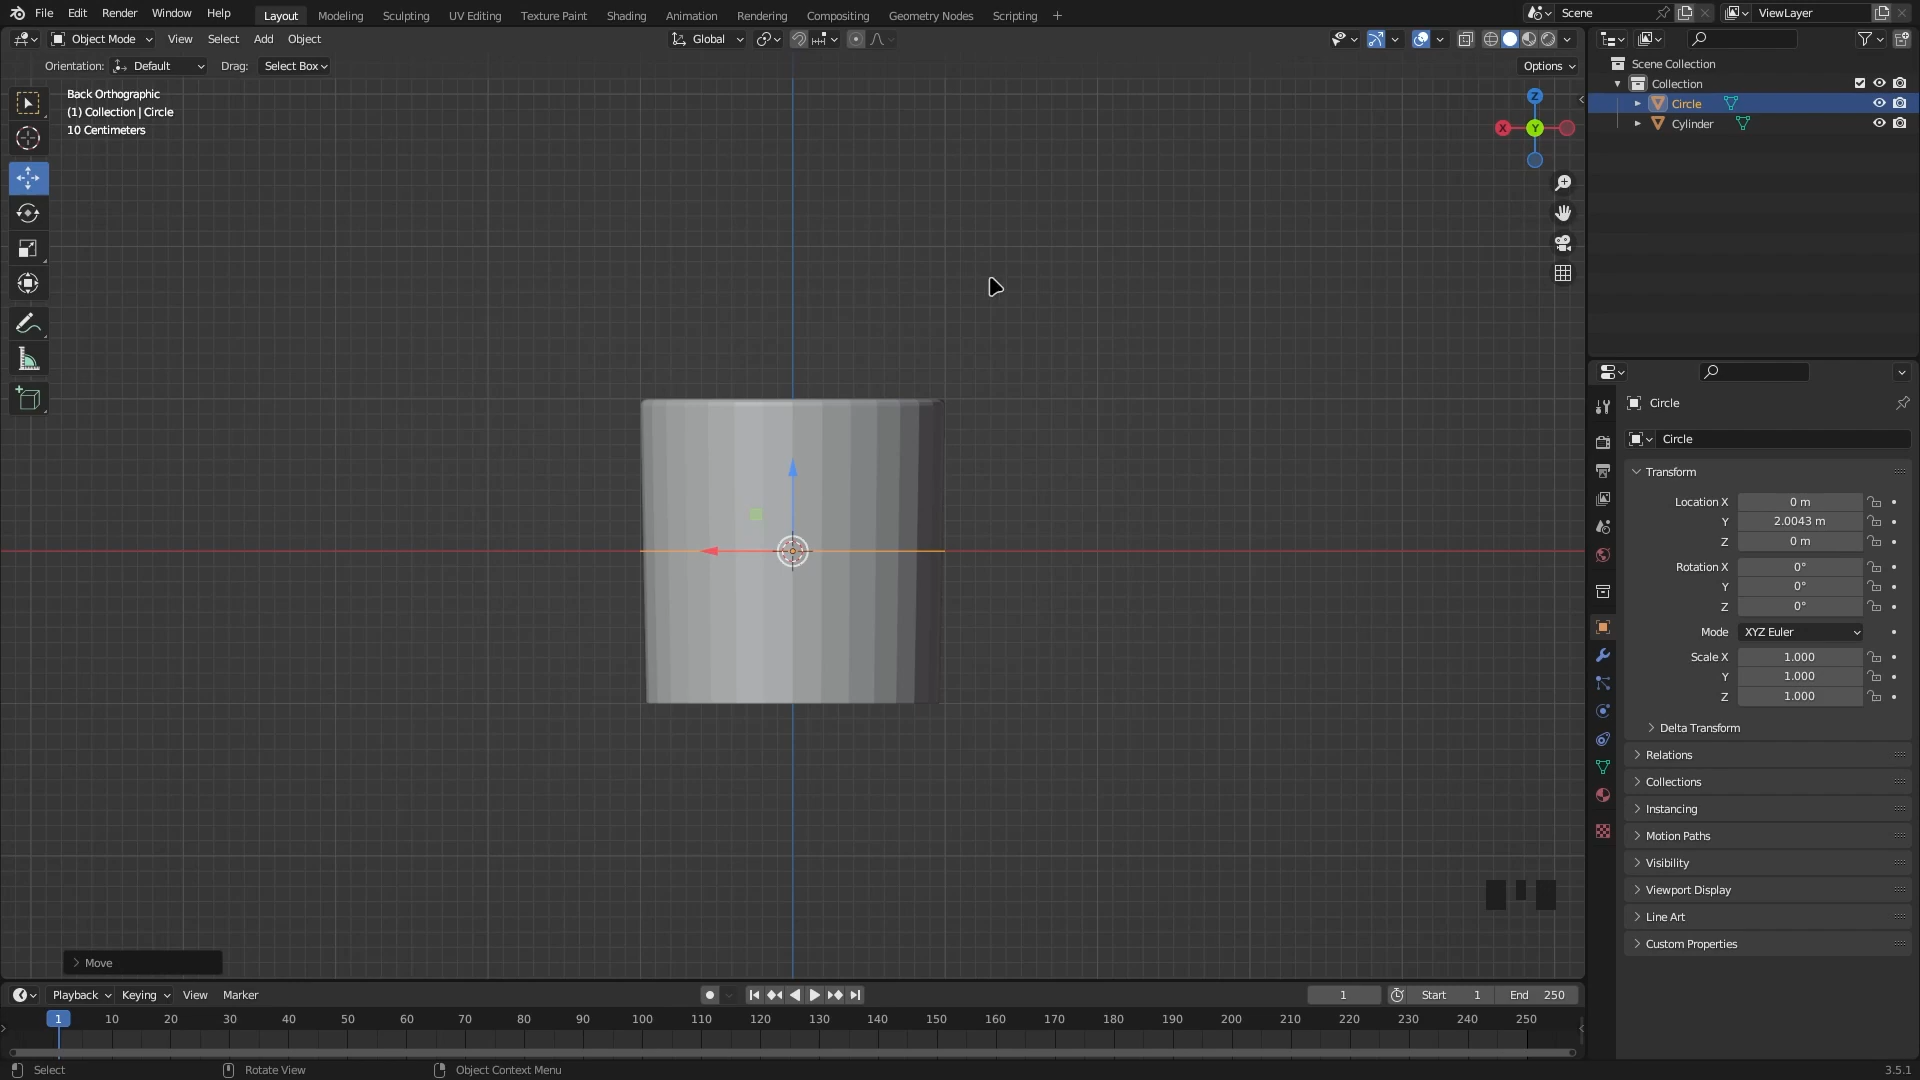 File Edit Render Window Help Layout Modeling Sculpting UV Editing Texture Paint Shading Animation Rendering Compositing Geometry Nodes Scripting + Scene ViewLayer
Object Mode View Select Add Object Global
Orientation: Default Drag: Select Box Options
Back Orthographic
(1) Collection | Circle
10 Centimeters
Z
X Y
Scene Collection
Collection
Circle
Cylinder
Circle
Circle
Transform
Location X 0 m
Y 2.0043 m
Z 0 m
Rotation X 0°
Y 0°
Z 0°
Mode XYZ Euler
Scale X 1.000
Y 1.000
Z 1.000
Delta Transform
Relations
Collections
Instancing
Motion Paths
Visibility
Viewport Display
Line Art
Custom Properties
Move
Playback Keying View Marker 1 Start 1 End 250
1 10 20 30 40 50 60 70 80 90 100 110 120 130 140 150 160 170 180 190 200 210 220 230 240 250
Select Rotate View Object Context Menu 3.5.1